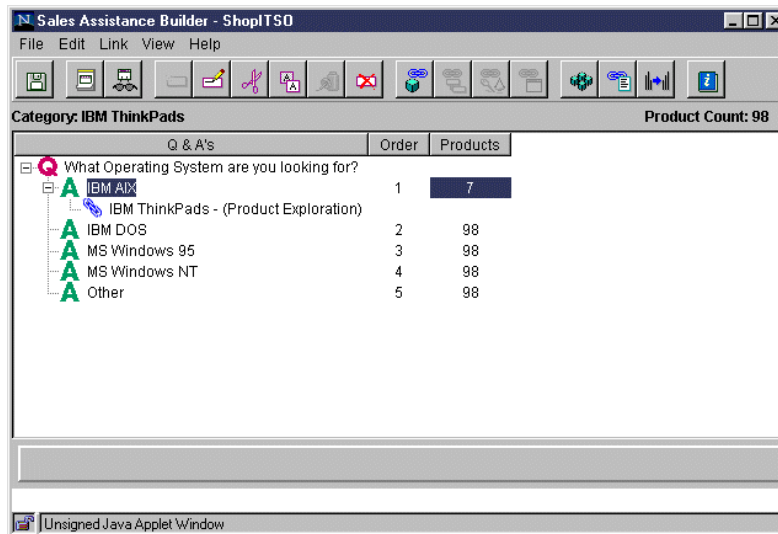 Sales Assistance Builder - ShopITSO
File Edit Link View Help
Category: IBM ThinkPads Product Count: 98
Q & A's Order Products
Q What Operating System are you looking for?
A IBM AIX 1 7
IBM ThinkPads - (Product Exploration)
A IBM DOS 2 98
A MS Windows 95 3 98
A MS Windows NT 4 98
A Other 5 98
Unsigned Java Applet Window